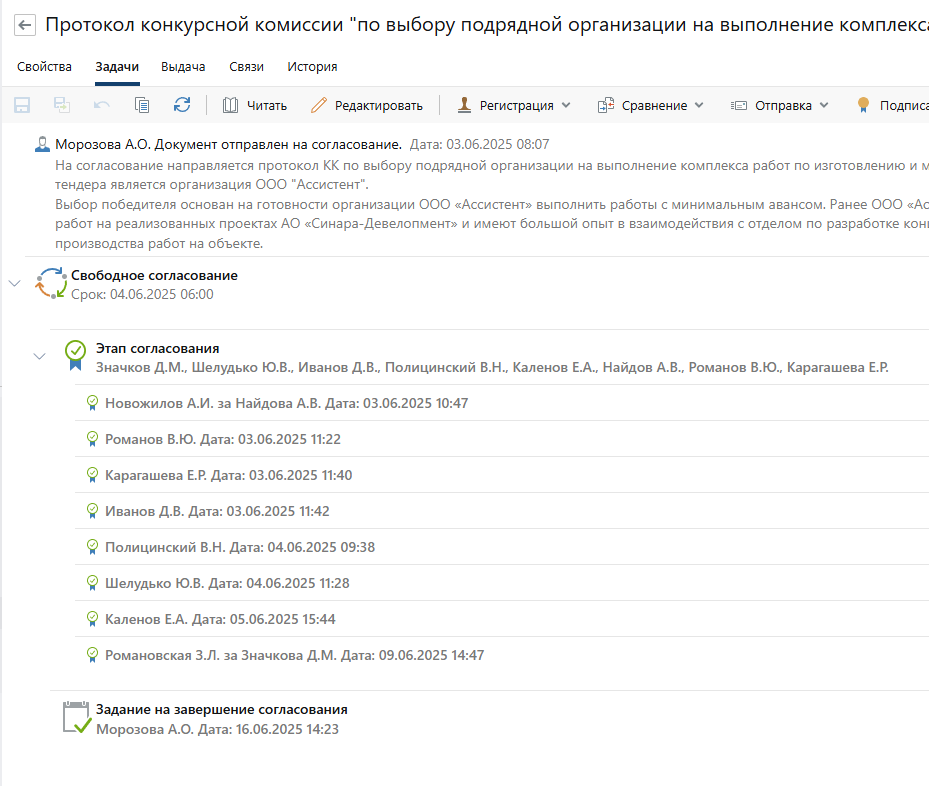 Протокол конкурсной комиссии "по выбору подрядной организации на выполнение комплекса
Свойства Задачи Выдача Связи История
Читать Редактировать Регистрация Сравнение Отправка Подписа
Морозова А.О. Документ отправлен на согласование. Дата: 03.06.2025 08:07
На согласование направляется протокол КК по выбору подрядной организации на выполнение комплекса работ по изготовлению и м
тендера является организация ООО "Ассистент".
Выбор победителя основан на готовности организации ООО «Ассистент» выполнить работы с минимальным авансом. Ранее ООО «Ас
работ на реализованных проектах АО «Синара-Девелопмент» и имеют большой опыт в взаимодействия с отделом по разработке кон
производства работ на объекте.
Свободное согласование
Срок: 04.06.2025 06:00
Этап согласования
Значков Д.М., Шелудько Ю.В., Иванов Д.В., Полицинский В.Н., Каленов Е.А., Найдов А.В., Романов В.Ю., Карагашева Е.Р.
Новожилов А.И. за Найдова А.В. Дата: 03.06.2025 10:47
Романов В.Ю. Дата: 03.06.2025 11:22
Карагашева Е.Р. Дата: 03.06.2025 11:40
Иванов Д.В. Дата: 03.06.2025 11:42
Полицинский В.Н. Дата: 04.06.2025 09:38
Шелудько Ю.В. Дата: 04.06.2025 11:28
Каленов Е.А. Дата: 05.06.2025 15:44
Романовская З.Л. за Значкова Д.М. Дата: 09.06.2025 14:47
Задание на завершение согласования
Морозова А.О. Дата: 16.06.2025 14:23